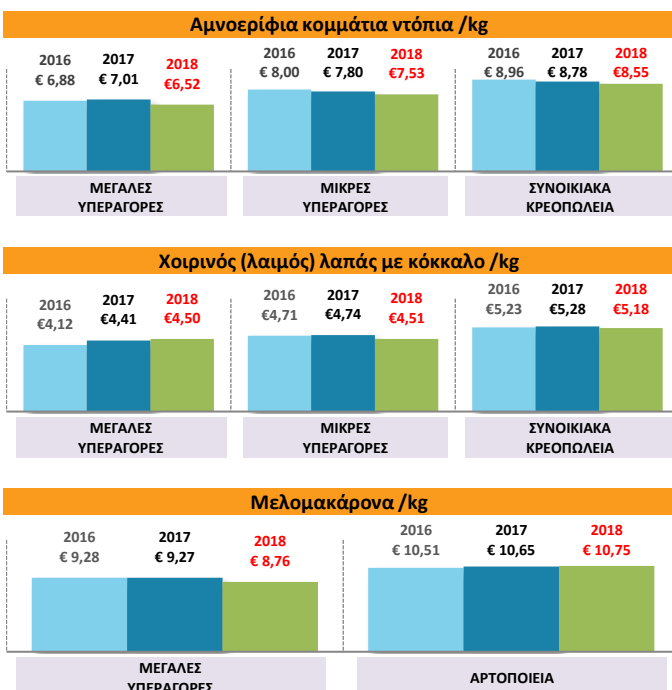 Αμνοερίφια κομμάτια ντόπια /kg
2016 2017 2018 2016 2017 2018 2016 2017 2018
€ 6,88 € 7,01 €6,52 € 8,00 € 7,80 €7,53 € 8,96 € 8,78 €8,55
ΜΕΓΑΛΕΣ ΜΙΚΡΕΣ ΣΥΝΟΙΚΙΑΚΑ
ΥΠΕΡΑΓΟΡΕΣ ΥΠΕΡΑΓΟΡΕΣ ΚΡΕΟΠΩΛΕΙΑ
Χοιρινός (λαιμός) λαπάς με κόκκαλο /kg
2016 2017 2018 2016 2017 2018 2016 2017 2018
€4,12 €4,41 €4,50 €4,71 €4,74 €4,51 €5,23 €5,28 €5,18
ΜΕΓΑΛΕΣ ΜΙΚΡΕΣ ΣΥΝΟΙΚΙΑΚΑ
ΥΠΕΡΑΓΟΡΕΣ ΥΠΕΡΑΓΟΡΕΣ ΚΡΕΟΠΩΛΕΙΑ
Μελομακάρονα /kg
2016 2017 2018 2016 2017 2018
€ 9,28 € 9,27 € 8,76 € 10,51 € 10,65 € 10,75
ΜΕΓΑΛΕΣ ΑΡΤΟΠΟΙΕΙΑ
ΥΠΕΡΑΓΟΡΕΣ